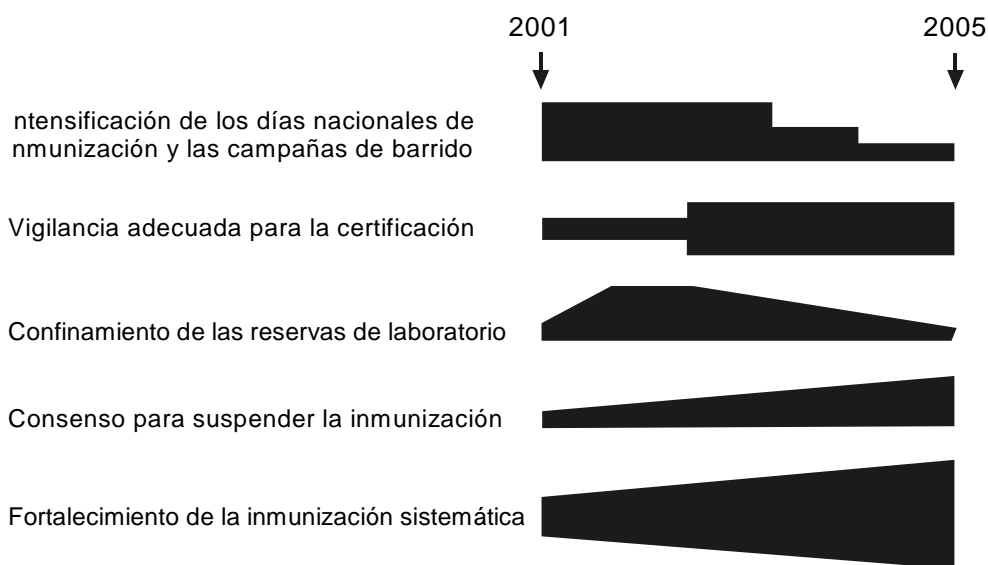 2001 2005
ntensificación de los días nacionales de
nmunización y las campañas de barrido
Vigilancia adecuada para la certificación
Confinamiento de las reservas de laboratorio
Consenso para suspender la inmunización
Fortalecimiento de la inmunización sistemática